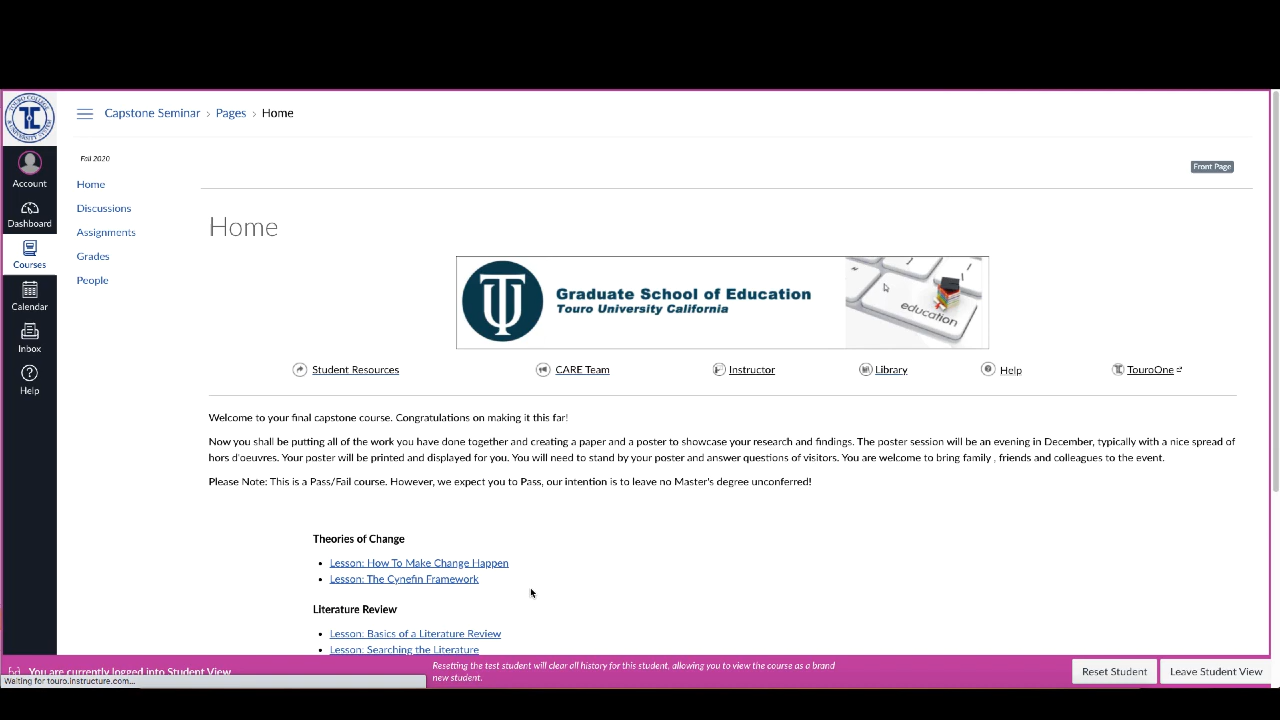 Capstone Seminar › Pages › Home
Fall 2020
Front Page
Account
Dashboard
Courses
Calendar
Inbox
Help
Home
Discussions
Assignments
Grades
People
Home
Graduate School of Education
Touro University California
education
Student Resources
CARE Team
Instructor
Library
Help
TouroOne
Welcome to your final capstone course. Congratulations on making it this far!
Now you shall be putting all of the work you have done together and creating a paper and a poster to showcase your research and findings. The poster session will be an evening in December, typically with a nice spread of
hors d'oeuvres. Your poster will be printed and displayed for you. You will need to stand by your poster and answer questions of visitors. You are welcome to bring family , friends and colleagues to the event.
Please Note: This is a Pass/Fail course. However, we expect you to Pass, our intention is to leave no Master's degree unconferred!
Theories of Change
Lesson: How To Make Change Happen
Lesson: The Cynefin Framework
Literature Review
Lesson: Basics of a Literature Review
Lesson: Searching the Literature
You are currently logged into Student View
Resetting the test student will clear all history for this student, allowing you to view the course as a brand
new student.
Reset Student
Leave Student View
Waiting for touro.instructure.com...